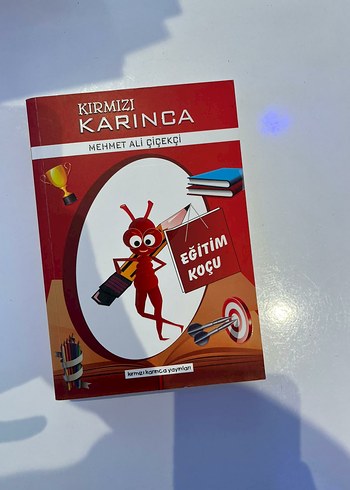 KIRMIZI
KARINCA
MEHMET ALİ ÇİÇEKÇİ
EĞİTİM
KOÇU
kırmızı karınca yayınları